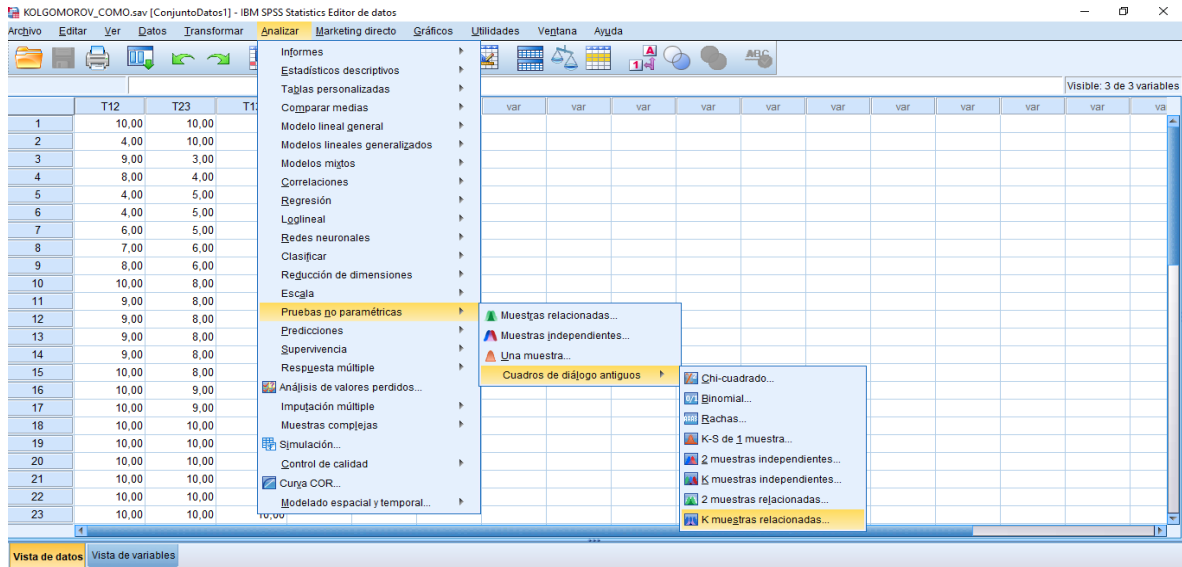 KOLGOMOROV_COMO.sav [ConjuntoDatos1] - IBM SPSS Statistics Editor de datos
Archivo Editar Ver Datos Transformar Analizar Marketing directo Gráficos Utilidades Ventana Ayuda
Visible: 3 de 3 variables
T12 T23 var var var var var var var var var var
1 10,00 10,00
2 4,00 10,00
3 9,00 3,00
4 8,00 4,00
5 4,00 5,00
6 4,00 5,00
7 6,00 5,00
8 7,00 6,00
9 8,00 6,00
10 10,00 8,00
11 9,00 8,00
12 9,00 8,00
13 9,00 8,00
14 9,00 8,00
15 10,00 8,00
16 10,00 9,00
17 10,00 9,00
18 10,00 10,00
19 10,00 10,00
20 10,00 10,00
21 10,00 10,00
22 10,00 10,00
23 10,00 10,00 10,00
Informes
Estadísticos descriptivos
Tablas personalizadas
Comparar medias
Modelo lineal general
Modelos lineales generalizados
Modelos mixtos
Correlaciones
Regresión
Loglineal
Redes neuronales
Clasificar
Reducción de dimensiones
Escala
Pruebas no paramétricas
Predicciones
Supervivencia
Respuesta múltiple
Análisis de valores perdidos...
Imputación múltiple
Muestras complejas
Simulación...
Control de calidad
Curva COR...
Modelado espacial y temporal...
Muestras relacionadas...
Muestras independientes...
Una muestra...
Cuadros de diálogo antiguos
Chi-cuadrado...
Binomial...
Rachas...
K-S de 1 muestra...
2 muestras independientes...
K muestras independientes...
2 muestras relacionadas...
K muestras relacionadas...
Vista de datos Vista de variables